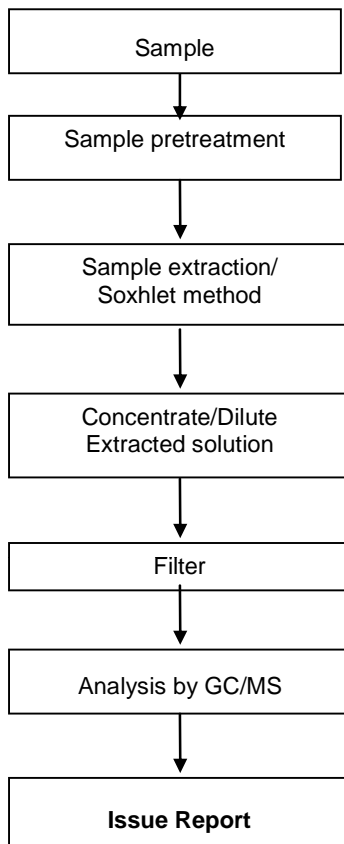 Sample
Sample pretreatment
Sample extraction/
Soxhlet method
Concentrate/Dilute
Extracted solution
Filter
Analysis by GC/MS
Issue Report